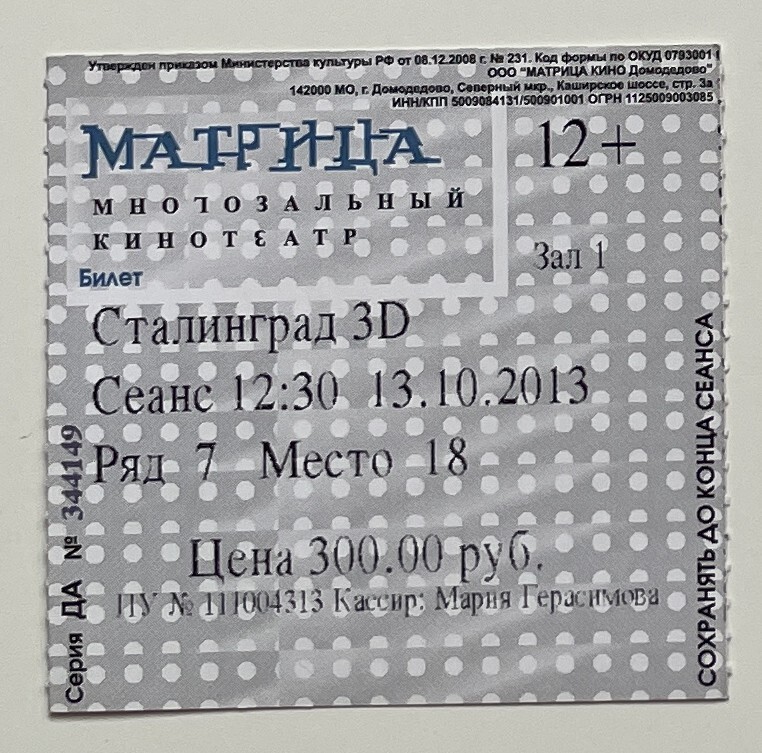 Утвержден приказом Министерства культуры РФ от 08.12.2008 г. № 231. Код формы по ОКУД 0793001
ООО "МАТРИЦА КИНО Домодедово"
142000 МО, г. Домодедово, Северный мкр., Каширское шоссе, стр. 3а
ИНН/КПП 5009084131/500901001 ОГРН 1125009003085
МАТРИЦА
МНОГОЗАЛЬНЫЙ
КИНОТЕАТР
Билет
12+
Зал 1
Сталинград 3D
Сеанс 12:30 13.10.2013
Ряд 7 Место 18
Цена 300.00 руб.
ПУ № 111004313 Кассир: Мария Герасимова
Серия ДА № 344149
СОХРАНЯТЬ ДО КОНЦА СЕАНСА